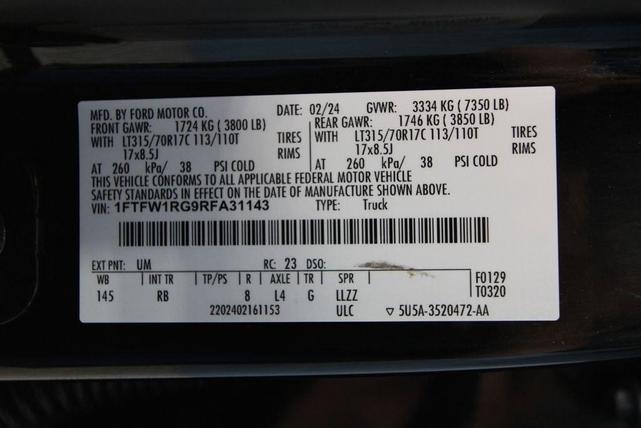 MFD. BY FORD MOTOR CO. DATE: 02/24 GVWR: 3334 KG ( 7350 LB)
FRONT GAWR: 1724 KG ( 3800 LB) REAR GAWR: 1746 KG ( 3850 LB)
WITH LT315/70R17C 113/110T TIRES WITH LT315/70R17C 113/110T TIRES
17x8.5J RIMS 17x8.5J RIMS
AT 260 kPa/ 38 PSI COLD AT 260 kPa/ 38 PSI COLD
THIS VEHICLE CONFORMS TO ALL APPLICABLE FEDERAL MOTOR VEHICLE
SAFETY STANDARDS IN EFFECT ON THE DATE OF MANUFACTURE SHOWN ABOVE.
VIN: 1FTFW1RG9RFA31143 TYPE: Truck
EXT PNT: UM RC: 23 DSO:
WB INT TR TP/PS R AXLE TR SPR F0129
145 RB 8 L4 G LLZZ T0320
2202402161153 ULC ▽ 5U5A-3520472-AA